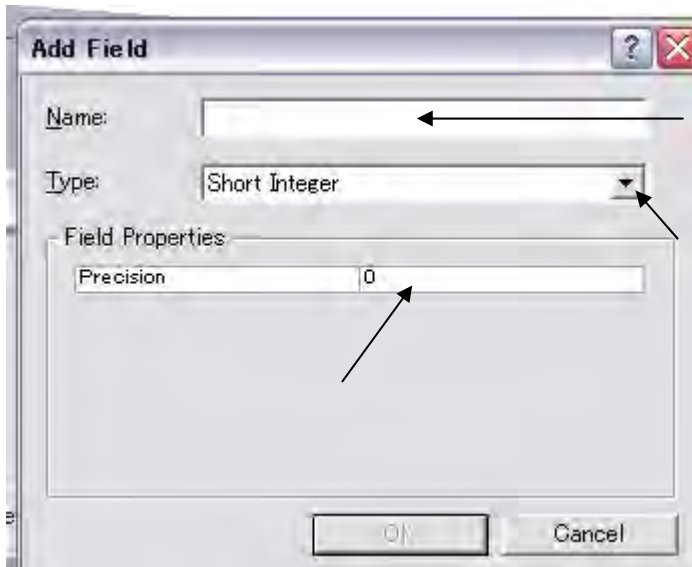 Add Field
?
Name:
Type:
Short Integer
Field Properties
Precision
0
OK
Cancel